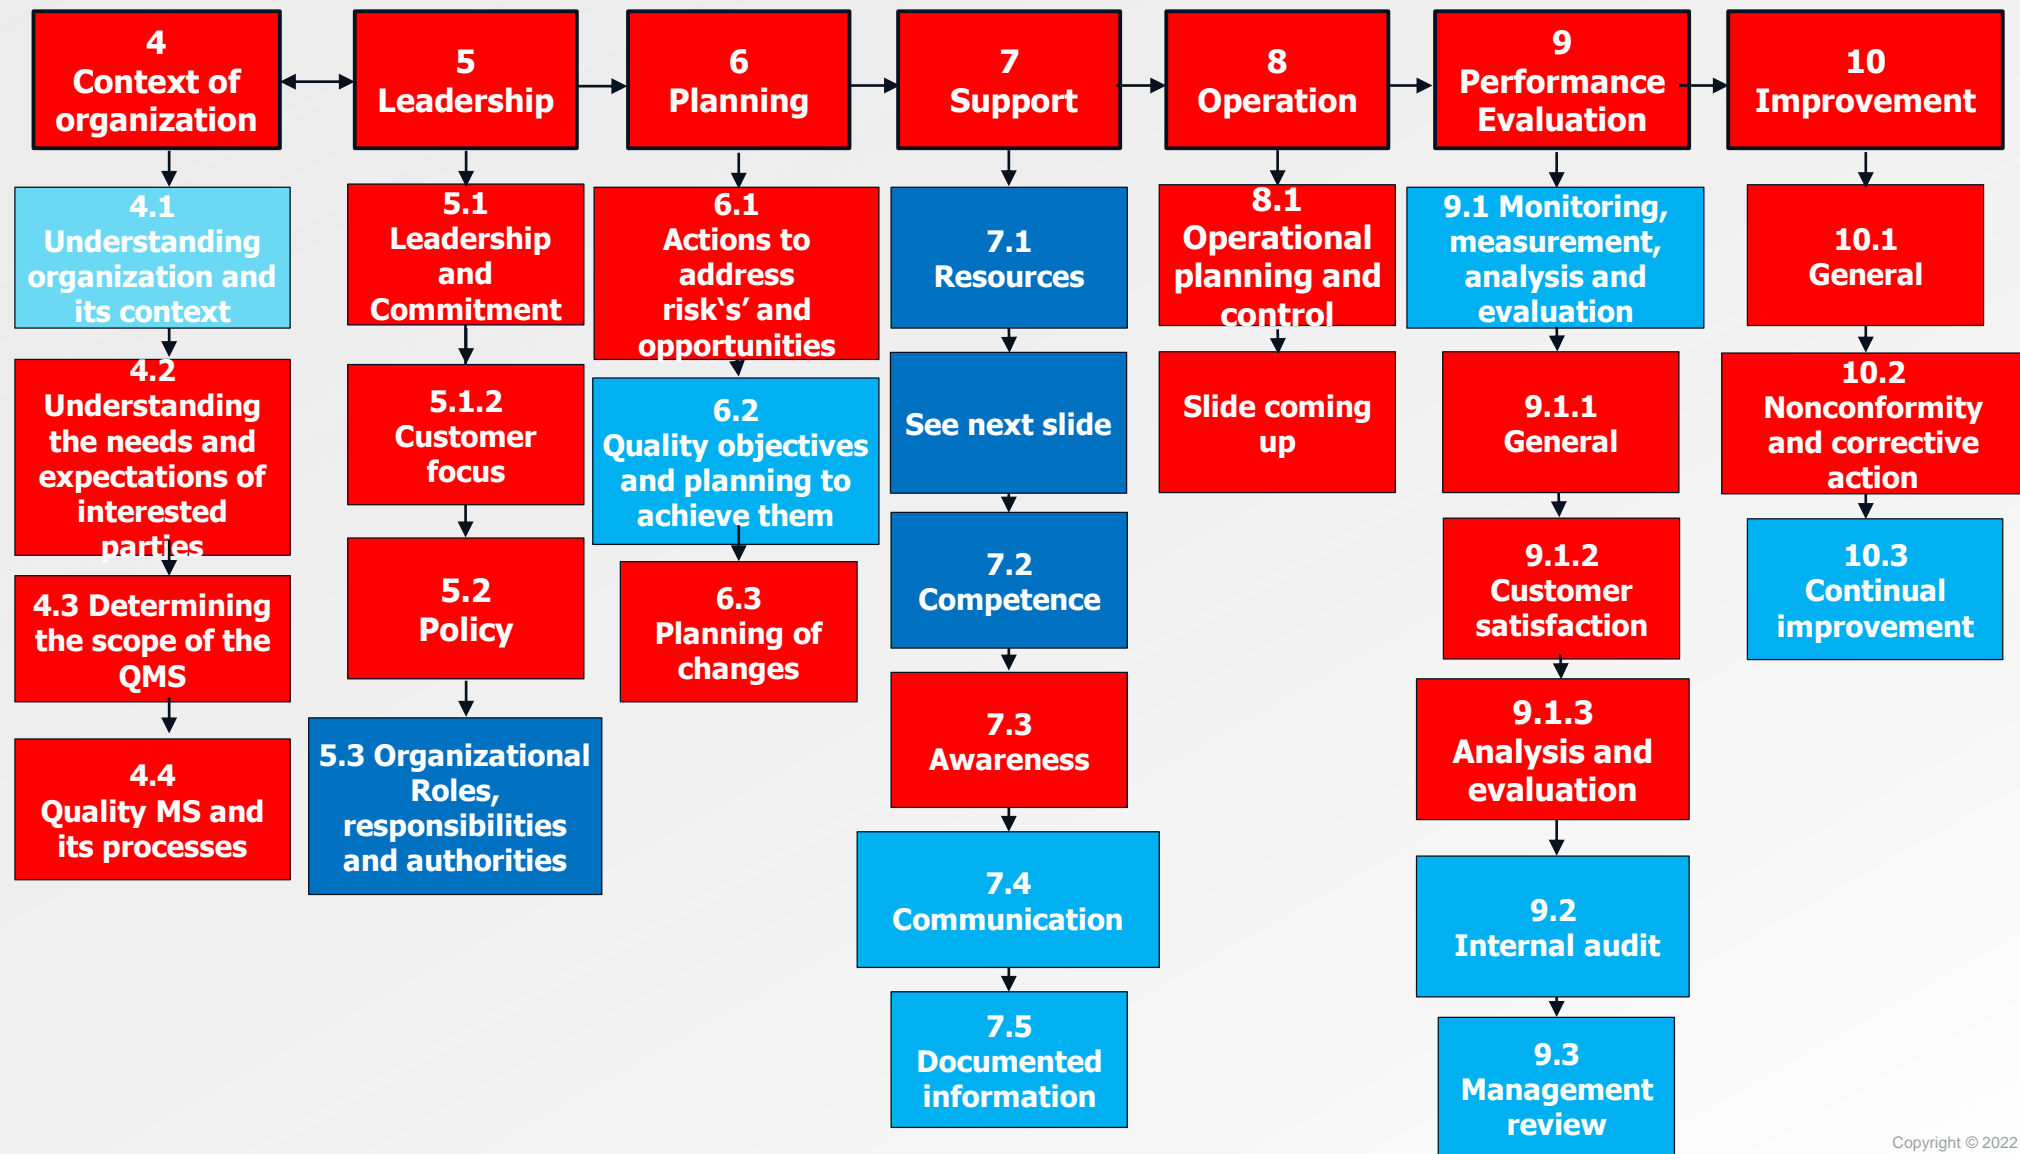 4
Context of
organization
5
Leadership
6
Planning
7
Support
8
Operation
9
Performance
Evaluation
10
Improvement
4.1
Understanding
organization and
its context
4.2
Understanding
the needs and
expectations of
interested
parties
4.3 Determining
the scope of the
QMS
4.4
Quality MS and
its processes
5.1
Leadership
and
Commitment
5.1.2
Customer
focus
5.2
Policy
5.3 Organizational
Roles,
responsibilities
and authorities
6.1
Actions to
address
risk‘s’ and
opportunities
6.2
Quality objectives
and planning to
achieve them
6.3
Planning of
changes
7.1
Resources
See next slide
7.2
Competence
7.3
Awareness
7.4
Communication
7.5
Documented
information
8.1
Operational
planning and
control
Slide coming
up
9.1 Monitoring,
measurement,
analysis and
evaluation
9.1.1
General
9.1.2
Customer
satisfaction
9.1.3
Analysis and
evaluation
9.2
Internal audit
9.3
Management
review
10.1
General
10.2
Nonconformity
and corrective
action
10.3
Continual
improvement
Copyright © 2022